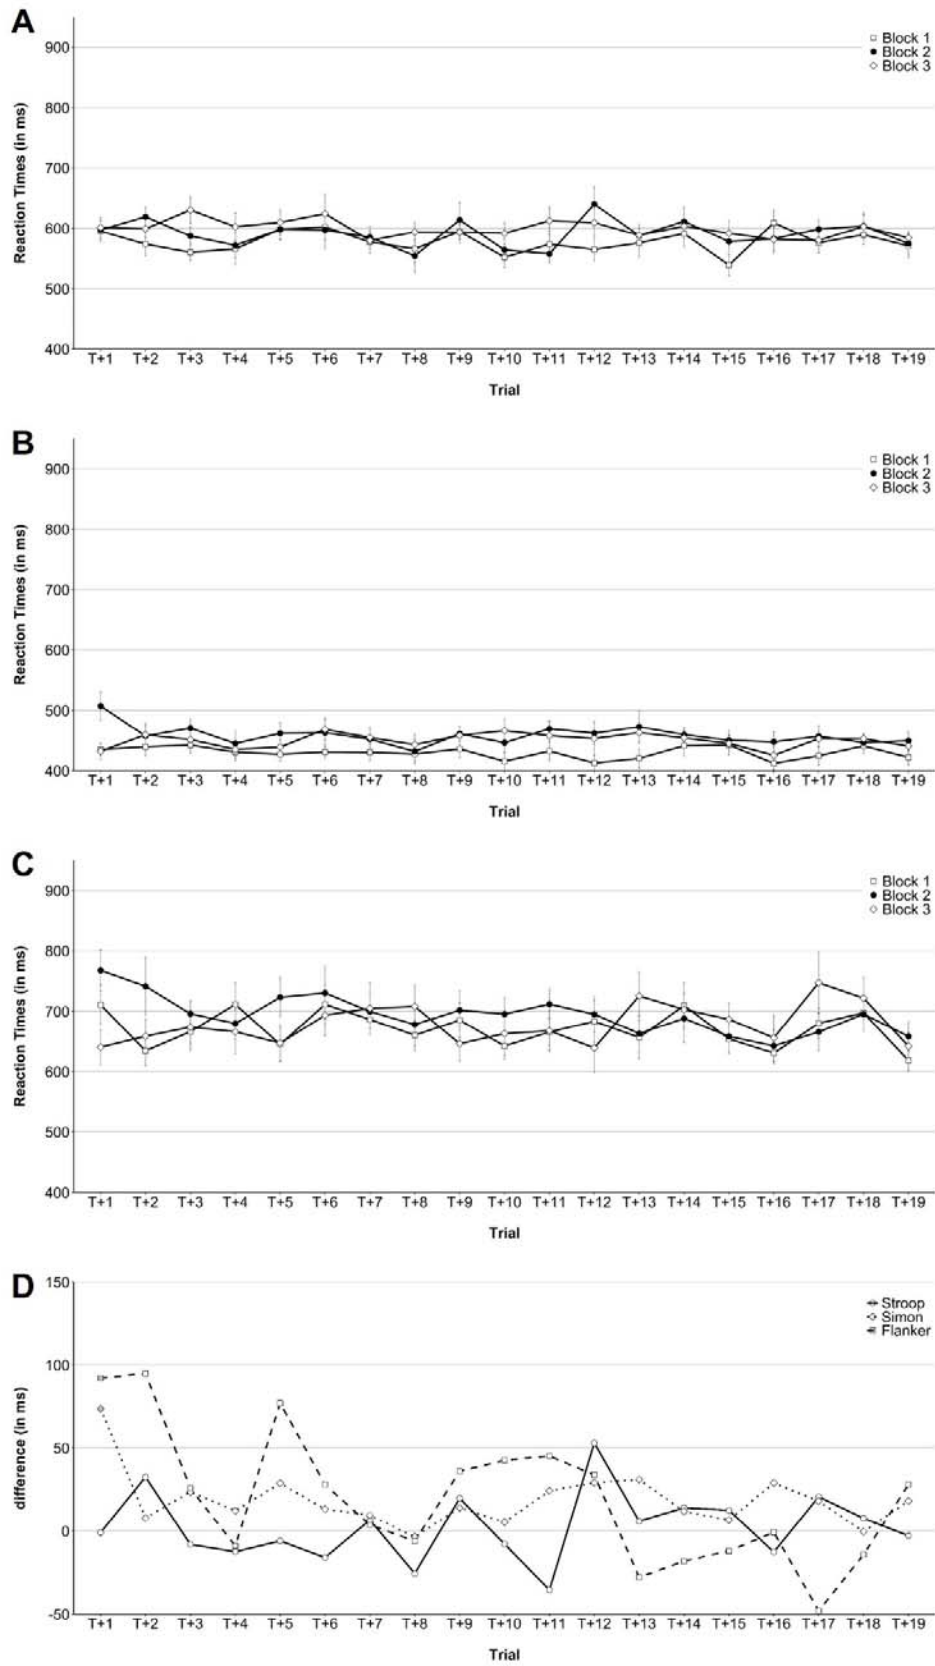 A
Reaction Times (in ms)
900
800
700
600
500
400
Block 1
Block 2
Block 3
T+1 T+2 T+3 T+4 T+5 T+6 T+7 T+8 T+9 T+10 T+11 T+12 T+13 T+14 T+15 T+16 T+17 T+18 T+19
Trial
B
Reaction Times (in ms)
900
800
700
600
500
400
Block 1
Block 2
Block 3
T+1 T+2 T+3 T+4 T+5 T+6 T+7 T+8 T+9 T+10 T+11 T+12 T+13 T+14 T+15 T+16 T+17 T+18 T+19
Trial
C
Reaction Times (in ms)
900
800
700
600
500
400
Block 1
Block 2
Block 3
T+1 T+2 T+3 T+4 T+5 T+6 T+7 T+8 T+9 T+10 T+11 T+12 T+13 T+14 T+15 T+16 T+17 T+18 T+19
Trial
D
difference (in ms)
150
100
50
0
-50
Stroop
Simon
Flanker
T+1 T+2 T+3 T+4 T+5 T+6 T+7 T+8 T+9 T+10 T+11 T+12 T+13 T+14 T+15 T+16 T+17 T+18 T+19
Trial